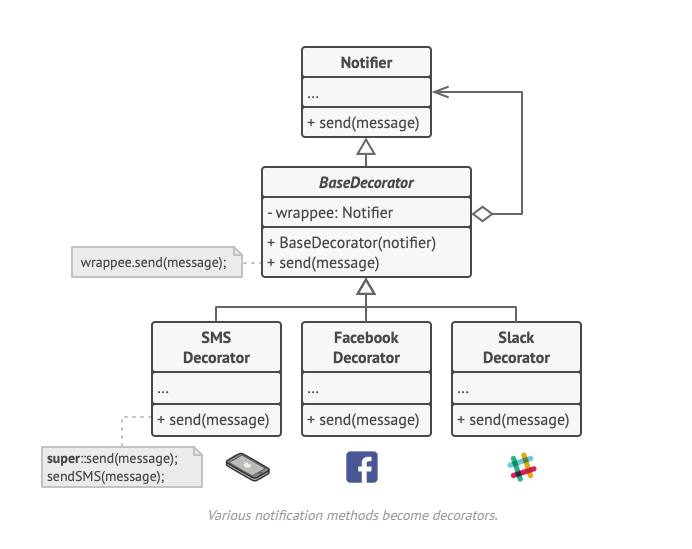 Notifier
...
+ send(message)
BaseDecorator
- wrappee: Notifier
+ BaseDecorator(notifier)
+ send(message)
wrappee.send(message);
SMS
Decorator
...
+ send(message)
Facebook
Decorator
...
+ send(message)
Slack
Decorator
...
+ send(message)
super::send(message);
sendSMS(message);
Various notification methods become decorators.